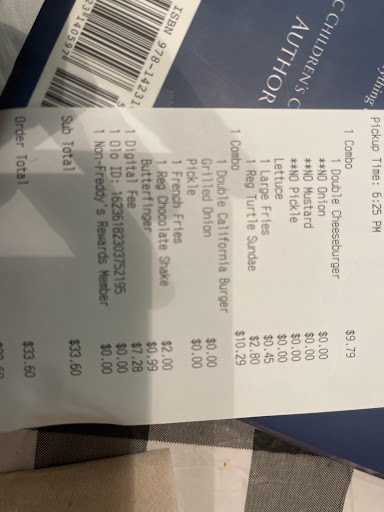 Pickup Time: 6:25 PM
1 Combo $9.79
1 Double Cheeseburger
**NO Onion $0.00
**NO Mustard $0.00
**NO Pickle $0.00
Lettuce $0.00
1 Large Fries $0.45
1 Reg Turtle Sundae $2.80
1 Combo $10.29
1 Double California Burger
Grilled Onion $0.00
Pickle $0.00
1 French Fries
1 Reg Chocolate Shake $2.00
Butterfinger $0.99
1 Digital Fee $7.28
1 Olo ID: 16236182303752195 $0.00
1 Non-Freddy's Rewards Member $0.00
Sub Total $33.60
Order Total $33.60
CHILDREN'S
AUTHOR
ISBN 978-14231-